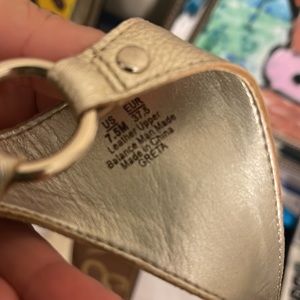 US EUR
7.5M 37.5
Leather Upper
Balance Man Made
Made in China
GRETA